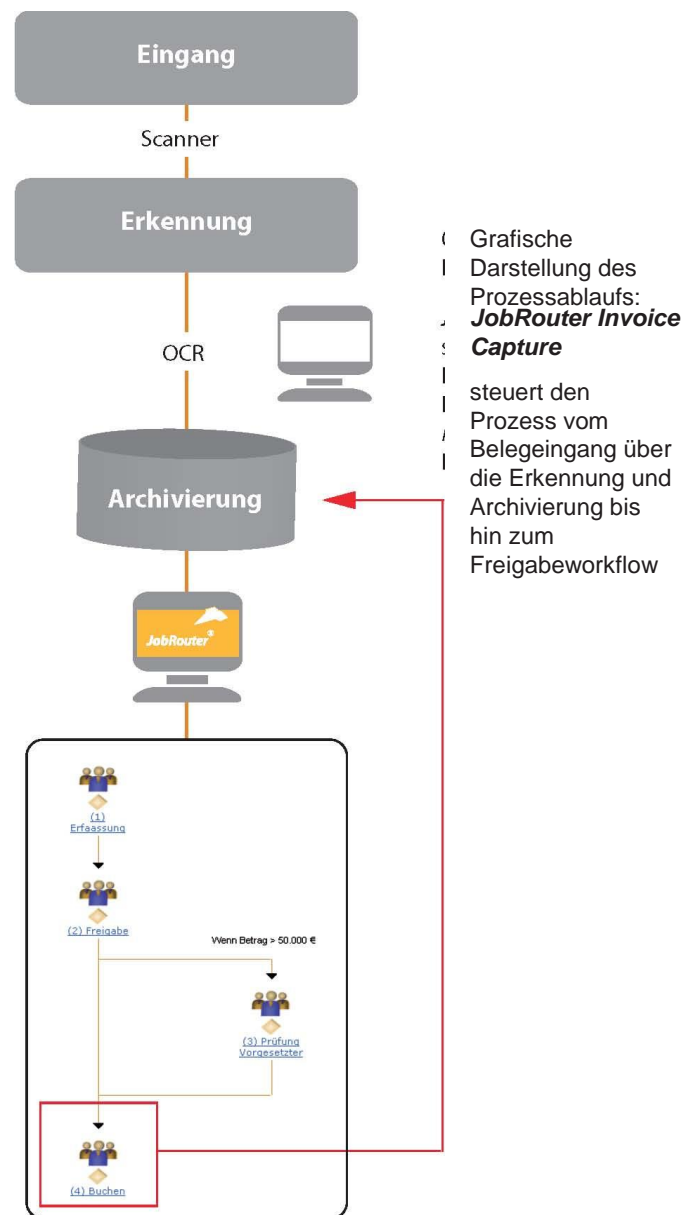 Eingang
Scanner
Erkennung
OCR
Grafische
Darstellung des
Prozessablaufs:
JobRouter Invoice
Capture
steuert den
Prozess vom
Belegeingang über
die Erkennung und
Archivierung bis
hin zum
Freigabeworkflow
Archivierung
JobRouter®
(1)
Erfaassung
(2) Freigabe
Wenn Betrag > 50.000 €
(3) Prüfung
Vorgesetzter
(4) Buchen